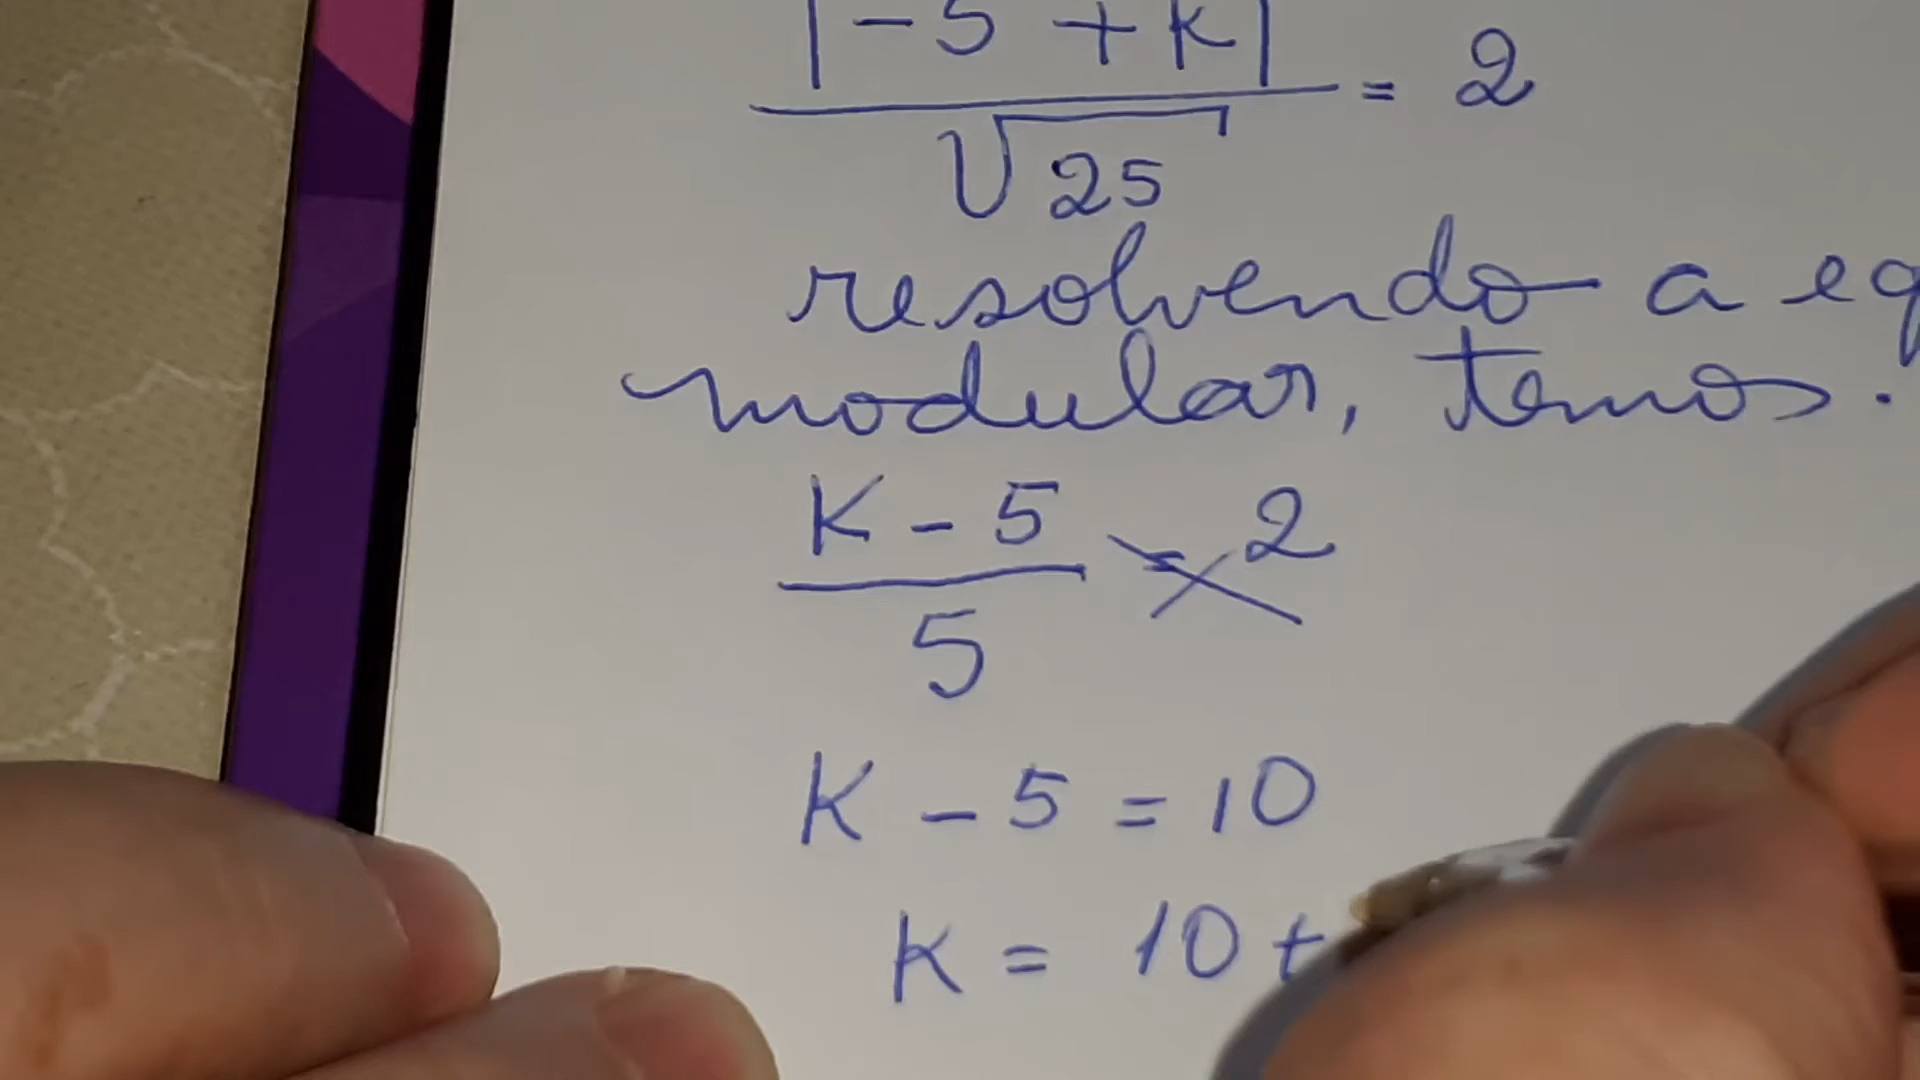 |-5 + K|
= 2
√25
resolvendo a eq
modular, temos.
K - 5
= 2
5
K - 5 = 10
K = 10 +